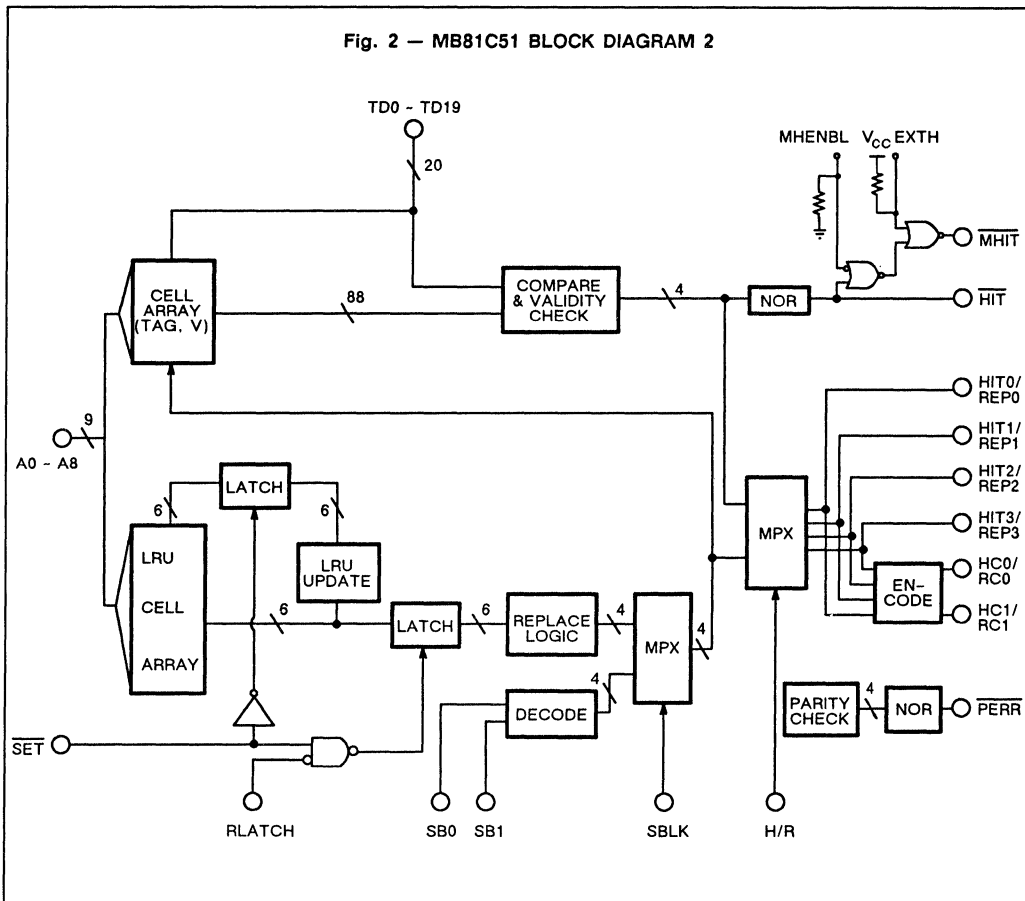 Fig. 2 — MB81C51 BLOCK DIAGRAM 2
TD0 - TD19
20
MHENBL
VCC
EXTH
MHIT
CELL
ARRAY
(TAG, V)
88
COMPARE
& VALIDITY
CHECK
4
NOR
HIT
9
A0 - A8
HIT0/
REP0
HIT1/
REP1
HIT2/
REP2
HIT3/
REP3
HC0/
RC0
HC1/
RC1
6
LATCH
6
LRU
CELL
ARRAY
LRU
UPDATE
6
LATCH
6
REPLACE
LOGIC
4
MPX
4
MPX
EN-
CODE
4
DECODE
PARITY
CHECK
4
NOR
PERR
SET
RLATCH
SB0
SB1
SBLK
H/R